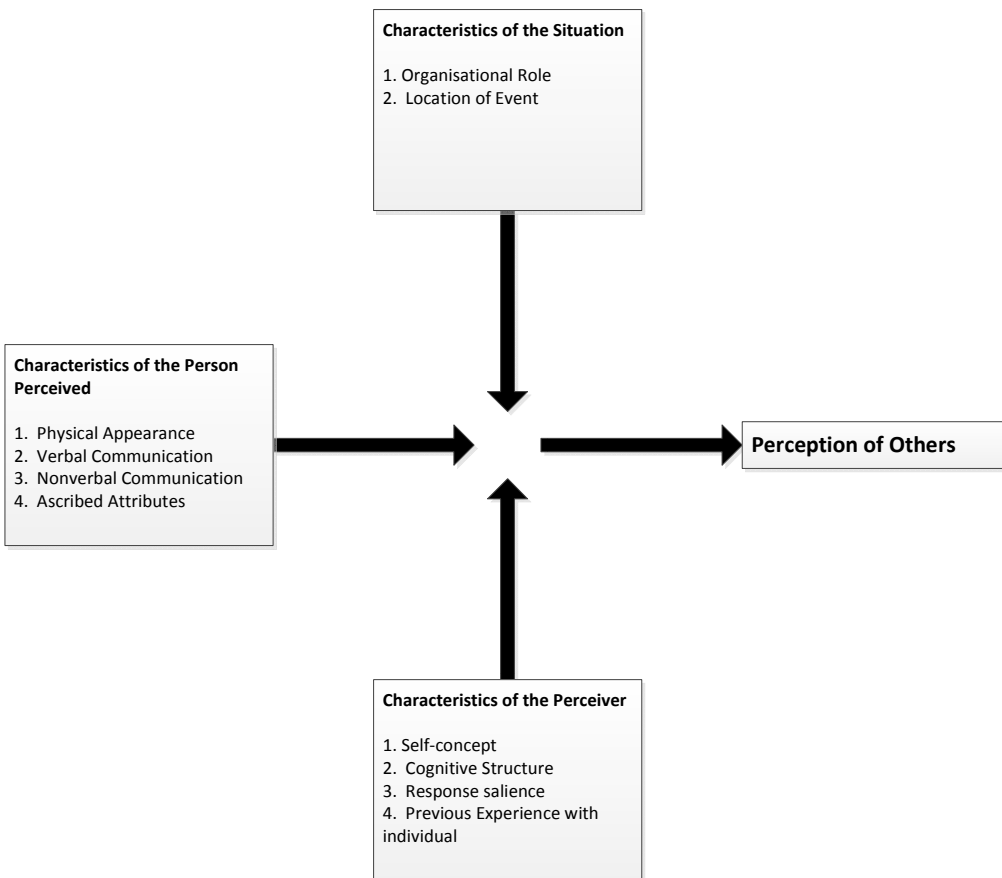 Characteristics of the Situation
1. Organisational Role
2. Location of Event
Characteristics of the Person
Perceived
1. Physical Appearance
2. Verbal Communication
3. Nonverbal Communication
4. Ascribed Attributes
Perception of Others
Characteristics of the Perceiver
1. Self-concept
2. Cognitive Structure
3. Response salience
4. Previous Experience with
individual